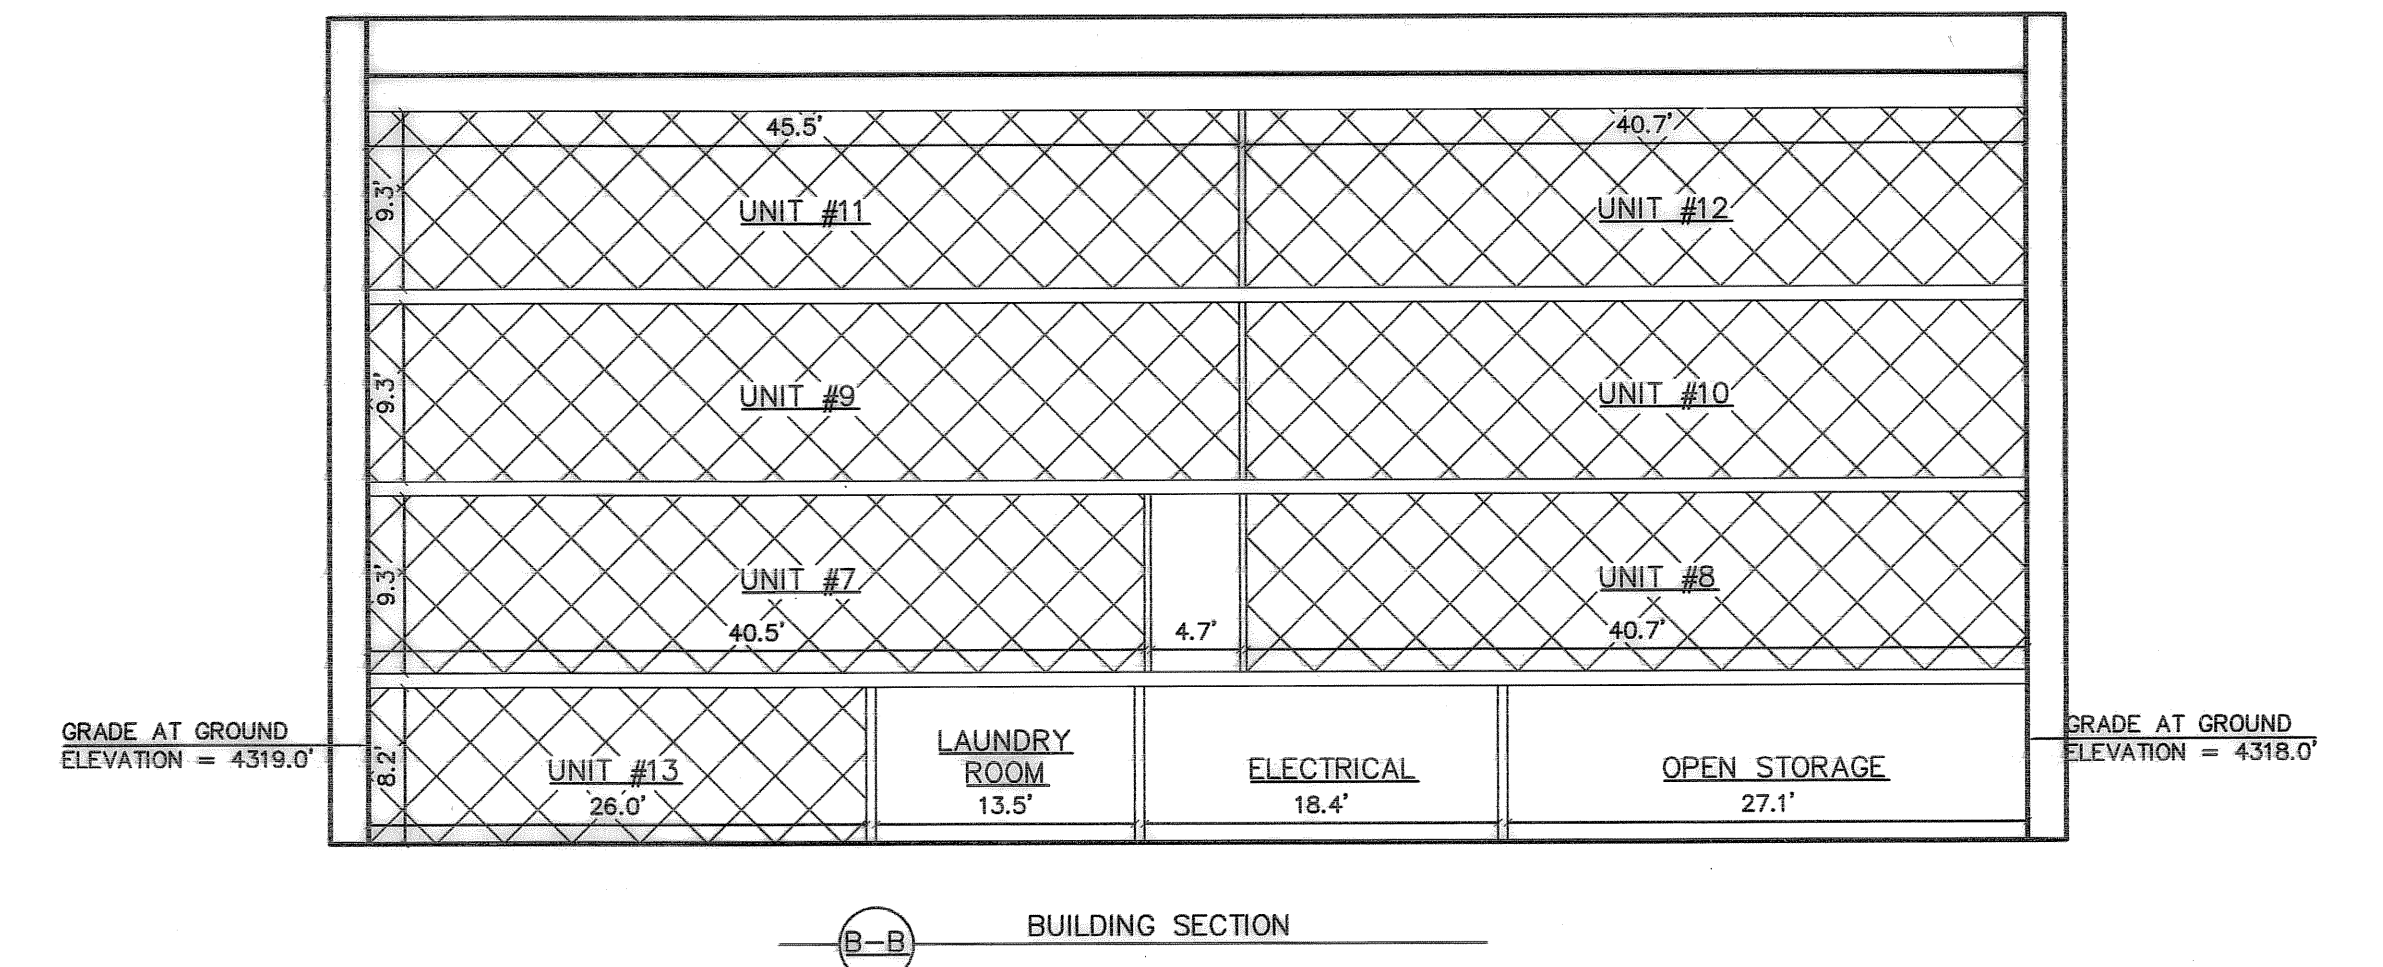 45.5'
40.7'
9.3'
UNIT #11
UNIT #12
9.3'
UNIT #9
UNIT #10
9.3'
UNIT #7
UNIT #8
40.5'
4.7'
40.7'
GRADE AT GROUND
ELEVATION = 4319.0'
8.2'
UNIT #13
26.0'
LAUNDRY
ROOM
13.5'
ELECTRICAL
18.4'
OPEN STORAGE
27.1'
GRADE AT GROUND
ELEVATION = 4318.0'
B-B
BUILDING SECTION